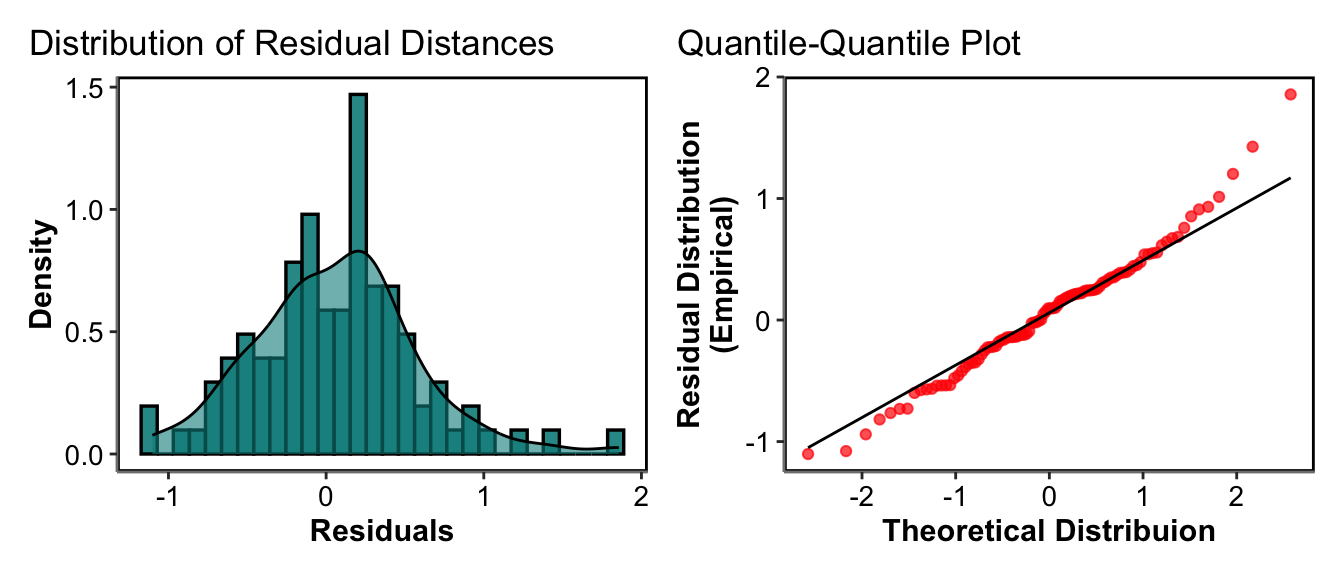 Distribution of Residual Distances
Density
1.5
1.0
0.5
0.0
-1
0
1
2
Residuals
Quantile-Quantile Plot
Residual Distribution
(Empirical)
2
1
0
-1
-2
-1
0
1
2
Theoretical Distribuion